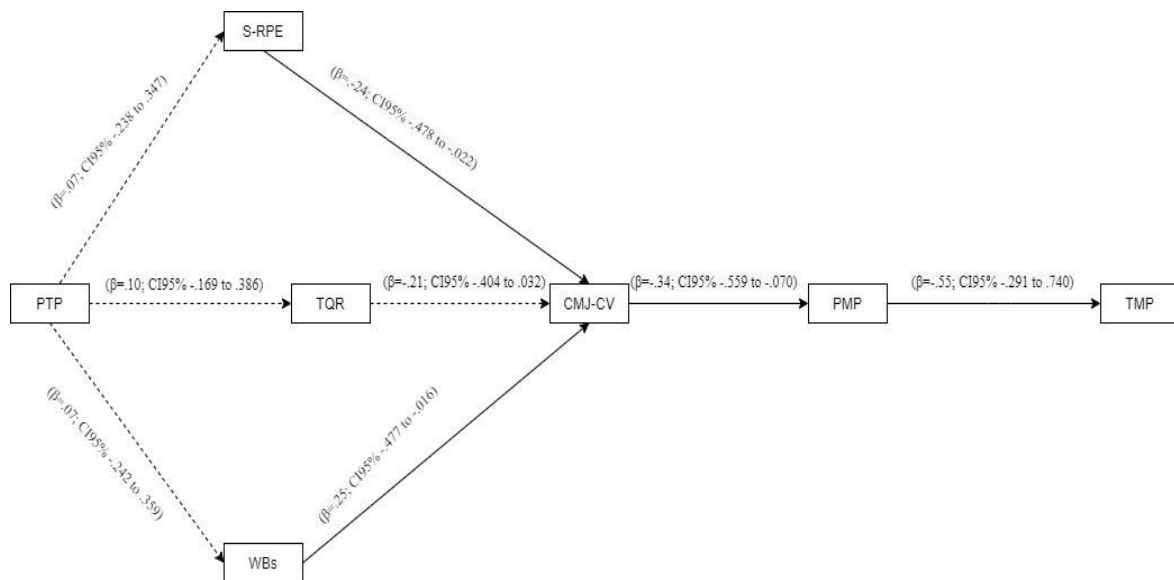 S-RPE
(β=.07; CI95% -.238 to .347)
(β=.-24; CI95% -.478 to -.022)
PTP
(β=.10; CI95% -.169 to .386)
TQR
(β=-.21; CI95% -.404 to .032)
CMJ-CV
(β=-.34; CI95% -.559 to -.070)
PMP
(β=-.55; CI95% -.291 to .740)
TMP
(β=.07; CI95% -.242 to .359)
(β=.25; CI95% -.477 to -.016)
WBs